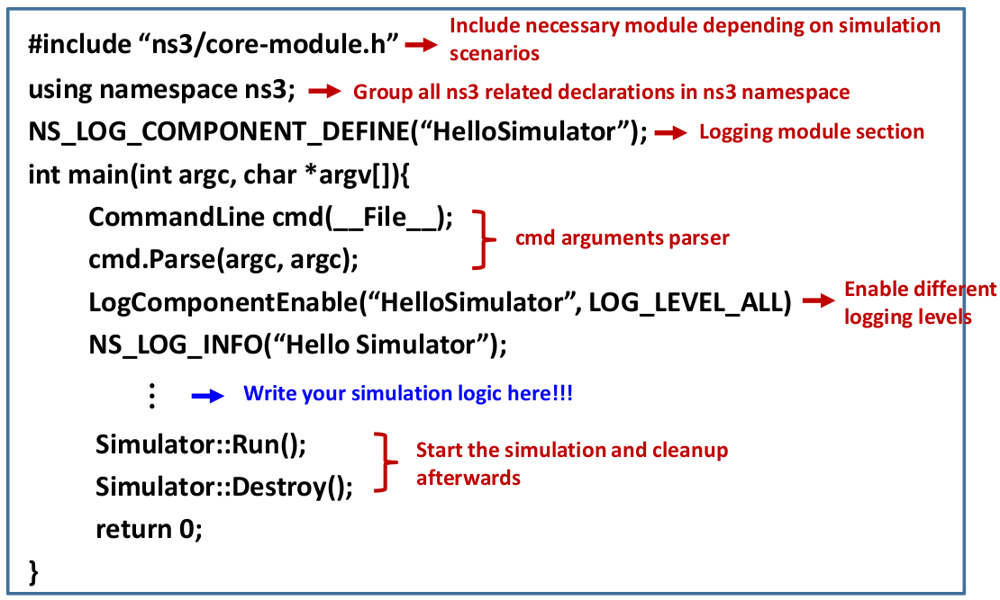 #include “ns3/core-module.h”
Include necessary module depending on simulation
scenarios
using namespace ns3;
Group all ns3 related declarations in ns3 namespace
NS_LOG_COMPONENT_DEFINE(“HelloSimulator”);
Logging module section
int main(int argc, char *argv[]){
CommandLine cmd(__File__);
cmd.Parse(argc, argc);
cmd arguments parser
LogComponentEnable(“HelloSimulator”, LOG_LEVEL_ALL)
Enable different
logging levels
NS_LOG_INFO(“Hello Simulator”);
⋮
Write your simulation logic here!!!
Simulator::Run();
Simulator::Destroy();
Start the simulation and cleanup
afterwards
return 0;
}